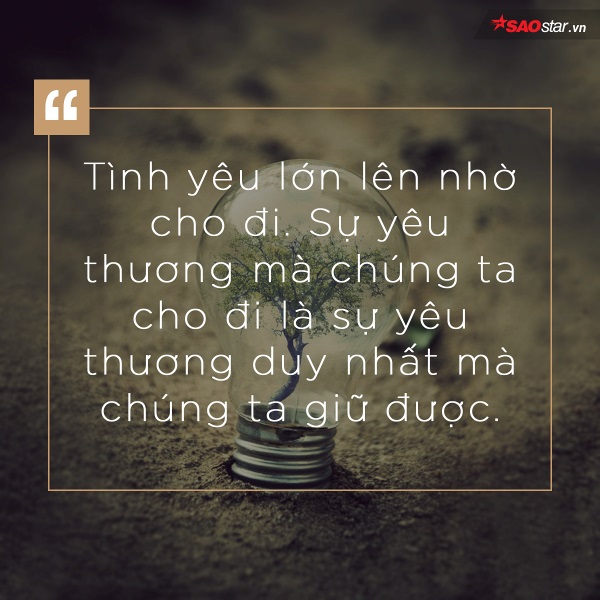 SAOstar.vn
“
Tình yêu lớn lên nhờ
cho đi. Sự yêu
thương mà chúng ta
cho đi là sự yêu
thương duy nhất mà
chúng ta giữ được.